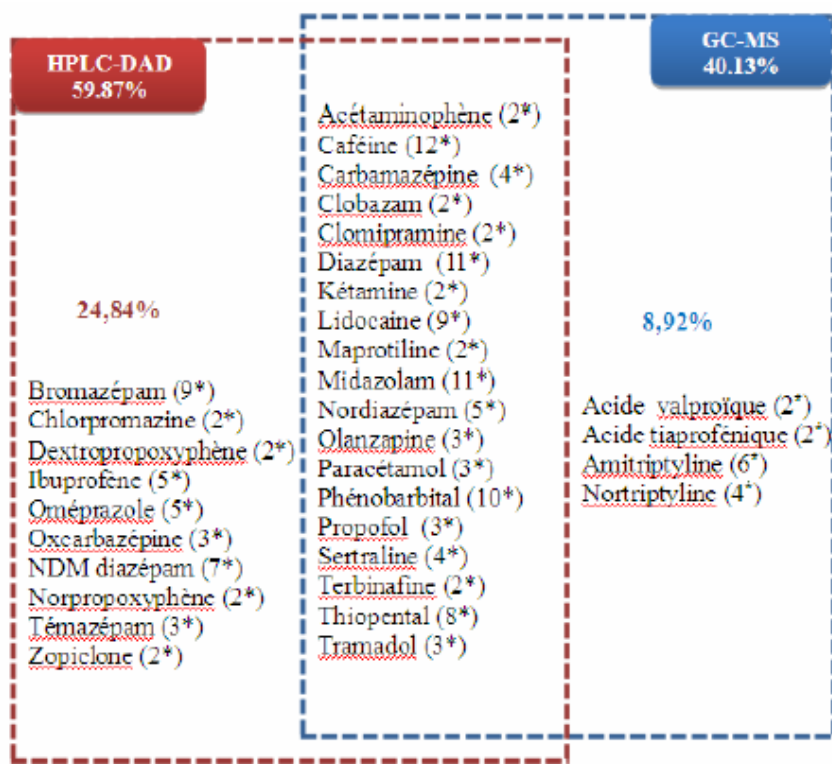 HPLC-DAD
59.87%
GC-MS
40.13%
24,84%
Bromazépam (9*)
Chlorpromazine (2*)
Dextropropoxyphène (2*)
Ibuprofène (5*)
Oméprazole (5*)
Oxcarbazépine (3*)
NDM diazépam (7*)
Norpropoxyphène (2*)
Témazépam (3*)
Zopiclone (2*)
Acétaminophène (2*)
Caféine (12*)
Carbamazépine (4*)
Clobazam (2*)
Clomipramine (2*)
Diazépam (11*)
Kétamine (2*)
Lidocaine (9*)
Maprotiline (2*)
Midazolam (11*)
Nordiazépam (5*)
Olanzapine (3*)
Paracétamol (3*)
Phénobarbital (10*)
Propofol (3*)
Sertraline (4*)
Terbinafine (2*)
Thiopental (8*)
Tramadol (3*)
8,92%
Acide valproïque (2*)
Acide tiaprofénique (2*)
Amitriptyline (6*)
Nortriptyline (4*)